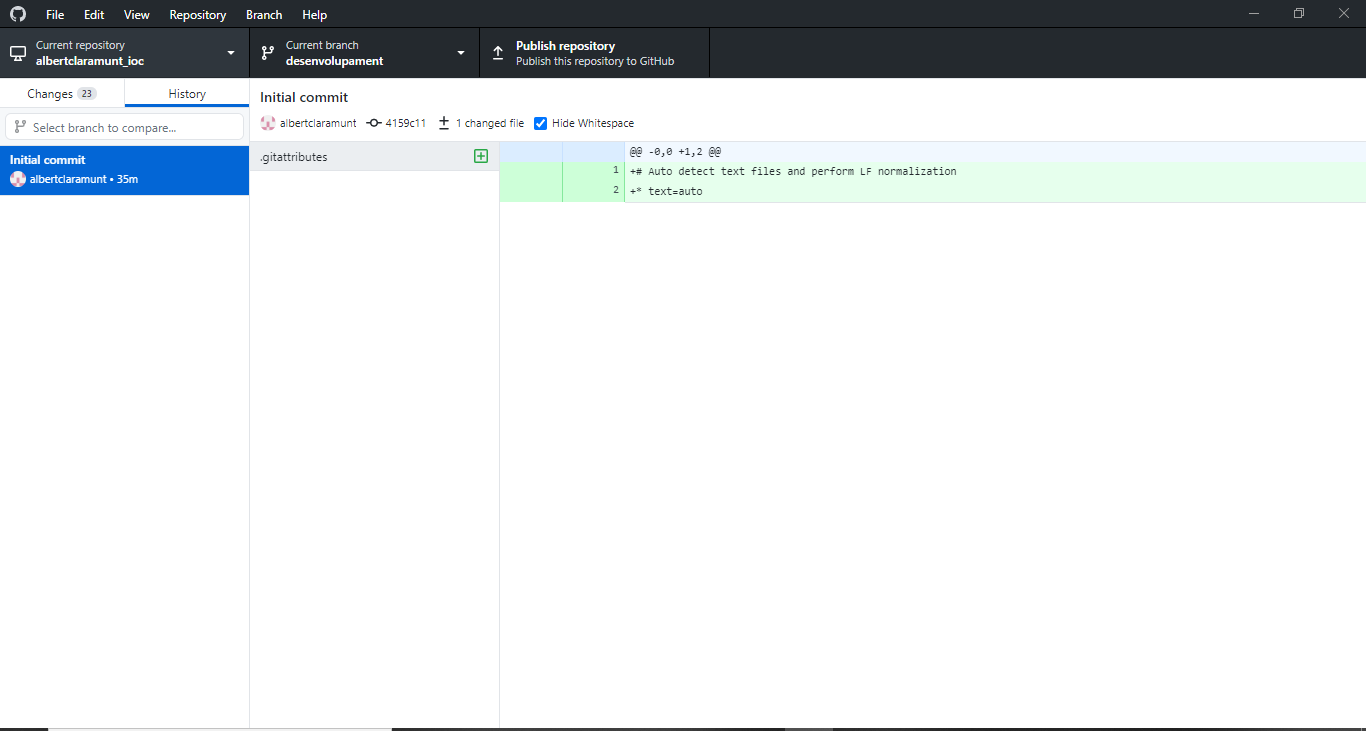 File Edit View Repository Branch Help
Current repository
albertclaramunt_ioc
Current branch
desenvolupament
Publish repository
Publish this repository to GitHub
Changes 23
History
Select branch to compare...
Initial commit
albertclaramunt • 35m
Initial commit
albertclaramunt 4159c11 1 changed file Hide Whitespace
.gitattributes
@@ -0,0 +1,2 @@
1 +# Auto detect text files and perform LF normalization
2 +* text=auto